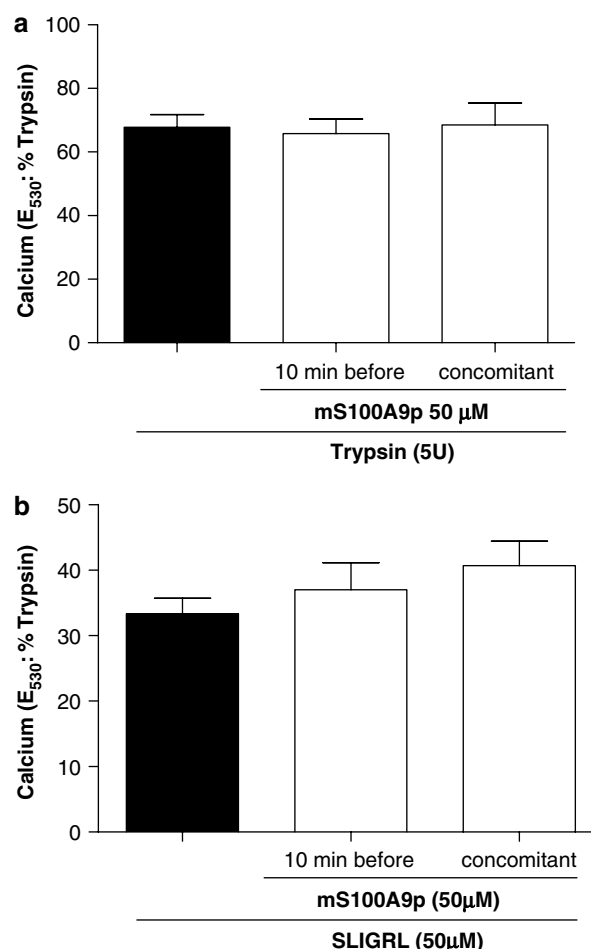 a
100
80
60
40
20
0
Calcium (E530: % Trypsin)
10 min before concomitant
mS100A9p 50 μM
Trypsin (5U)
b
50
40
30
20
10
0
Calcium (E530: % Trypsin)
10 min before concomitant
mS100A9p (50μM)
SLIGRL (50μM)